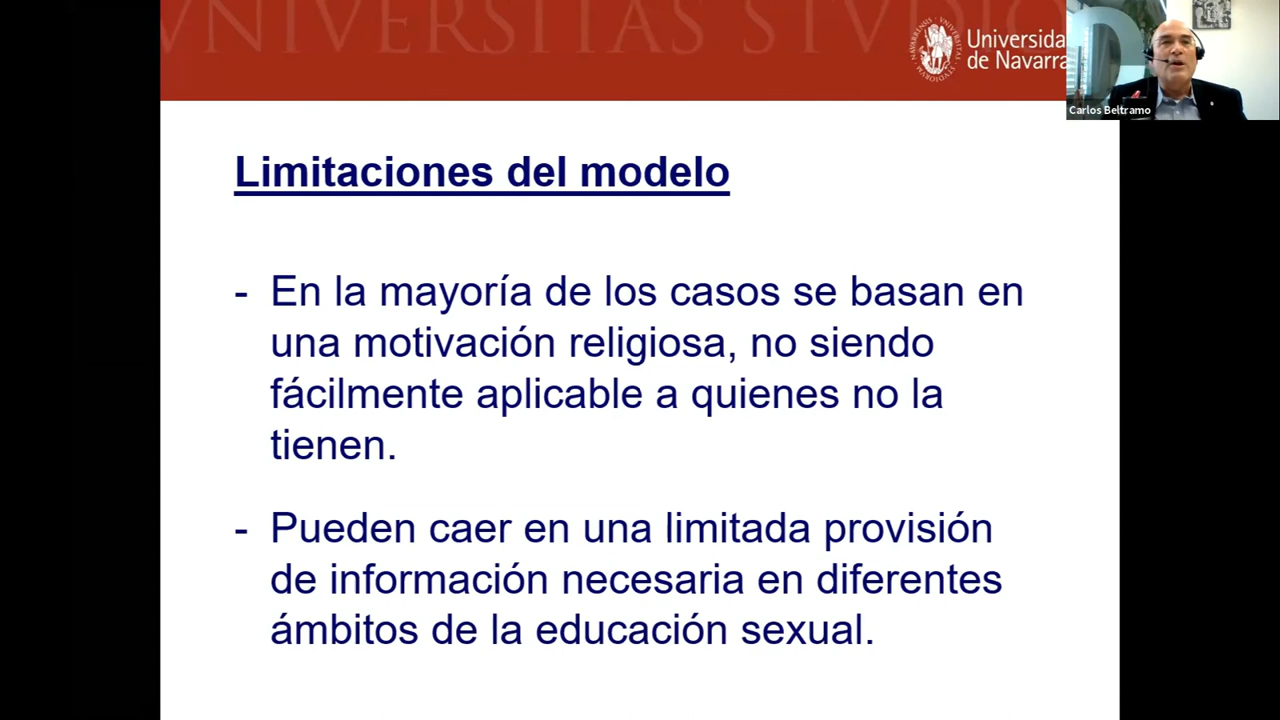 VNIVERSITAS STVDIO
Universida
de Navarra
Carlos Beltramo
Limitaciones del modelo
- En la mayoría de los casos se basan en
una motivación religiosa, no siendo
fácilmente aplicable a quienes no la
tienen.
- Pueden caer en una limitada provisión
de información necesaria en diferentes
ámbitos de la educación sexual.